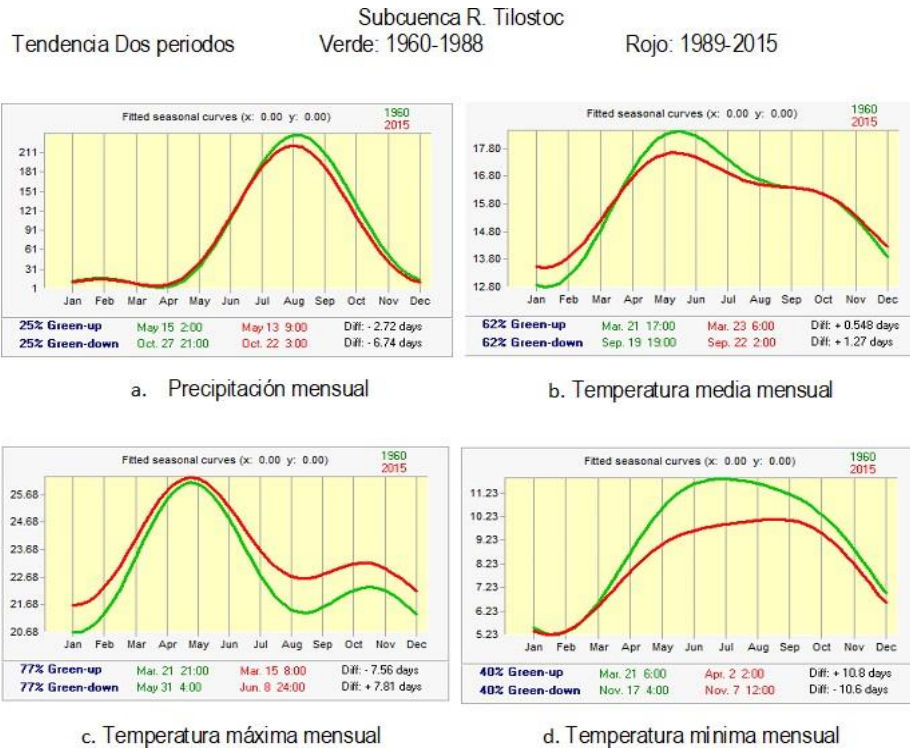 Subcuenca R. Tilostoc
Tendencia Dos periodos Verde: 1960-1988 Rojo: 1989-2015
Fitted seasonal curves (x: 0.00 y: 0.00) 1960
2015
211
181
151
121
91
61
31
1
Jan Feb Mar Apr May Jun Jul Aug Sep Oct Nov Dec
25% Green-up May 15 2:00 May 13 9:00 Diff: - 2.72 days
25% Green-down Oct. 27 21:00 Oct. 22 3:00 Diff: - 6.74 days
a. Precipitación mensual
Fitted seasonal curves (x: 0.00 y: 0.00) 1960
2015
17.80
16.80
15.80
14.80
13.80
12.80
Jan Feb Mar Apr May Jun Jul Aug Sep Oct Nov Dec
62% Green-up Mar. 21 17:00 Mar. 23 6:00 Diff: + 0.548 days
62% Green-down Sep. 19 19:00 Sep. 22 2:00 Diff: + 1.27 days
b. Temperatura media mensual
Fitted seasonal curves (x: 0.00 y: 0.00) 1960
2015
25.68
24.68
23.68
22.68
21.68
20.68
Jan Feb Mar Apr May Jun Jul Aug Sep Oct Nov Dec
77% Green-up Mar. 21 21:00 Mar. 15 8:00 Diff: - 7.56 days
77% Green-down May 31 4:00 Jun. 8 24:00 Diff: + 7.81 days
c. Temperatura máxima mensual
Fitted seasonal curves (x: 0.00 y: 0.00) 1960
2015
11.23
10.23
9.23
8.23
7.23
6.23
5.23
Jan Feb Mar Apr May Jun Jul Aug Sep Oct Nov Dec
40% Green-up Mar. 21 6:00 Apr. 2 2:00 Diff: + 10.8 days
40% Green-down Nov. 17 4:00 Nov. 7 12:00 Diff: - 10.6 days
d. Temperatura mínima mensual